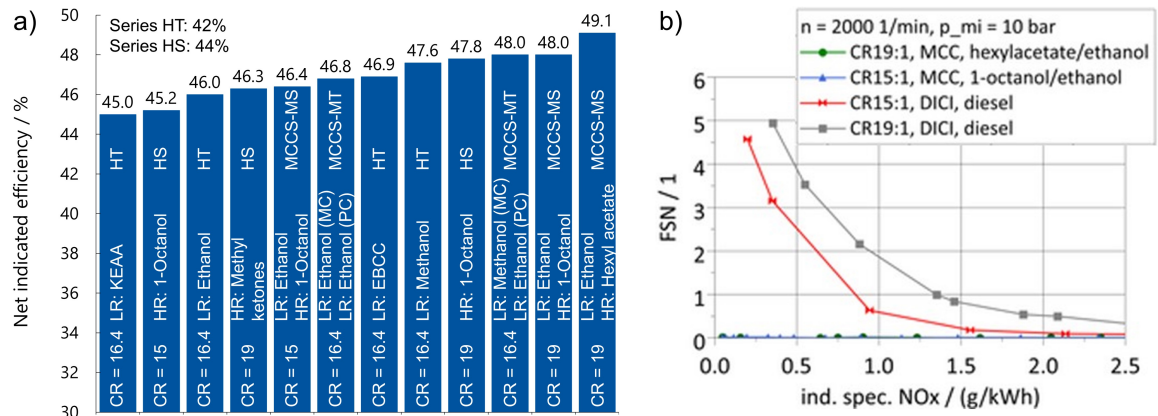 a)
Net indicated efficiency / %
50
48
46
44
42
40
38
36
34
32
30
Series HT: 42%
Series HS: 44%
45.0
45.2
46.0
46.3
46.4
46.8
46.9
47.6
47.8
48.0
48.0
49.1
HT
HS
HT
HS
MCCS-MS
MCCS-MT
HT
HT
HS
MCCS-MT
MCCS-MS
MCCS-MS
LR: KEAA
HR: 1-Octanol
LR: Ethanol
HR: Methyl
ketones
LR: Ethanol
HR: 1-Octanol
LR: Ethanol (MC)
LR: Ethanol (PC)
LR: EBCC
LR: Methanol
HR: 1-Octanol
LR: Methanol (MC)
LR: Ethanol (PC)
LR: Ethanol
HR: 1-Octanol
LR: Ethanol
HR: Hexyl acetate
CR = 16.4
CR = 15
CR = 16.4
CR = 19
CR = 15
CR = 16.4
CR = 16.4
CR = 16.4
CR = 19
CR = 16.4
CR = 19
CR = 19
b)
n = 2000 1/min, p_mi = 10 bar
CR19:1, MCC, hexylacetate/ethanol
CR15:1, MCC, 1-octanol/ethanol
CR15:1, DICI, diesel
CR19:1, DICI, diesel
FSN / 1
6
5
4
3
2
1
0
0.0
0.5
1.0
1.5
2.0
2.5
ind. spec. NOx / (g/kWh)